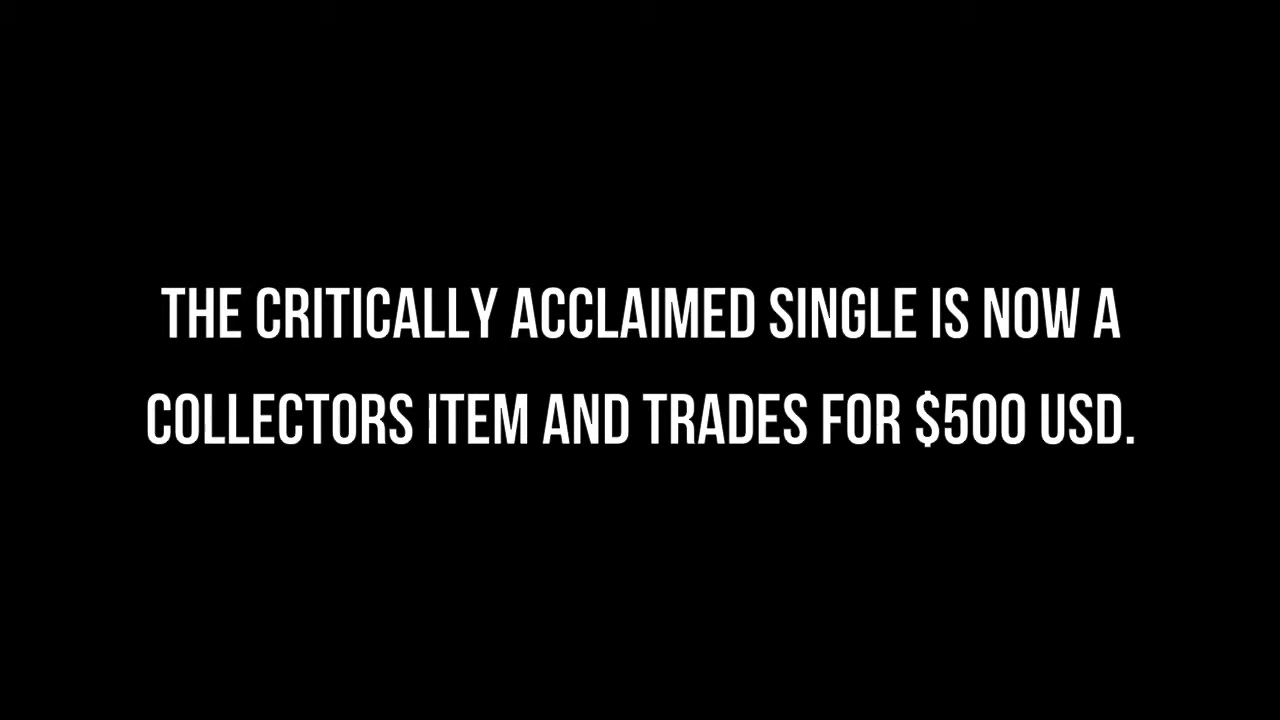 THE CRITICALLY ACCLAIMED SINGLE IS NOW A
COLLECTORS ITEM AND TRADES FOR $500 USD.